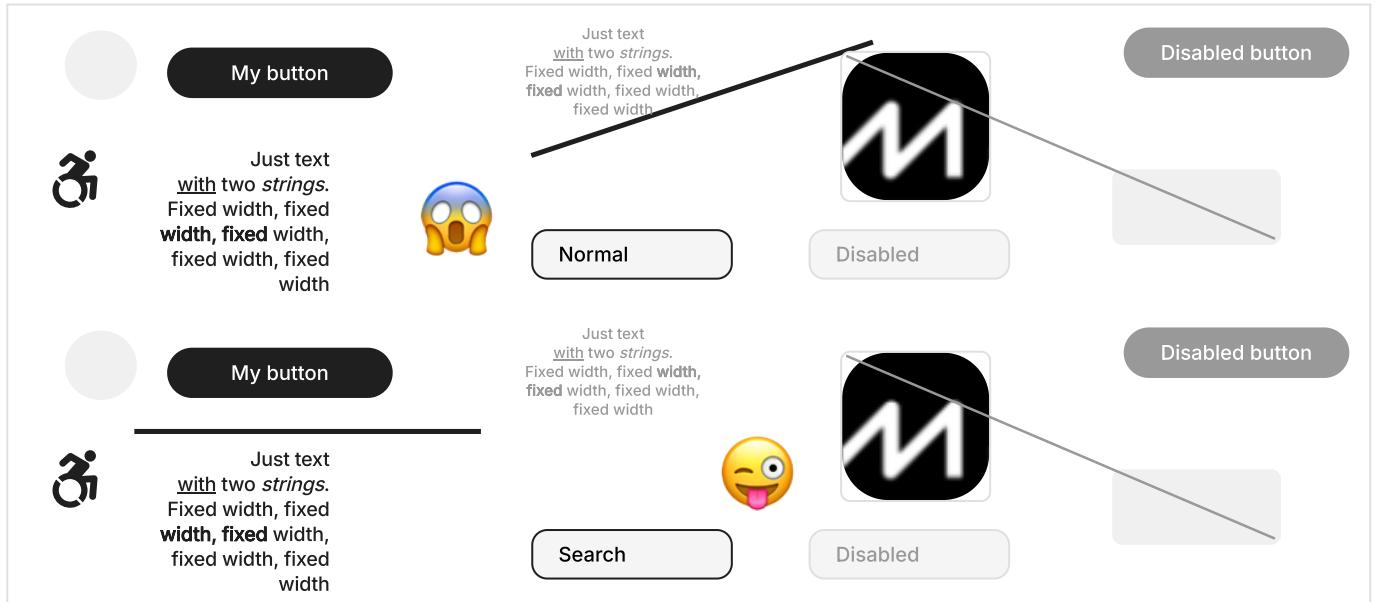 My button
Just text
with two strings.
Fixed width, fixed width,
fixed width, fixed width,
fixed width
Disabled button
Just text
with two strings.
Fixed width, fixed
width, fixed width,
fixed width, fixed
width
Normal
Disabled
My button
Just text
with two strings.
Fixed width, fixed width,
fixed width, fixed width,
fixed width
Disabled button
Just text
with two strings.
Fixed width, fixed
width, fixed width,
fixed width, fixed
width
Search
Disabled